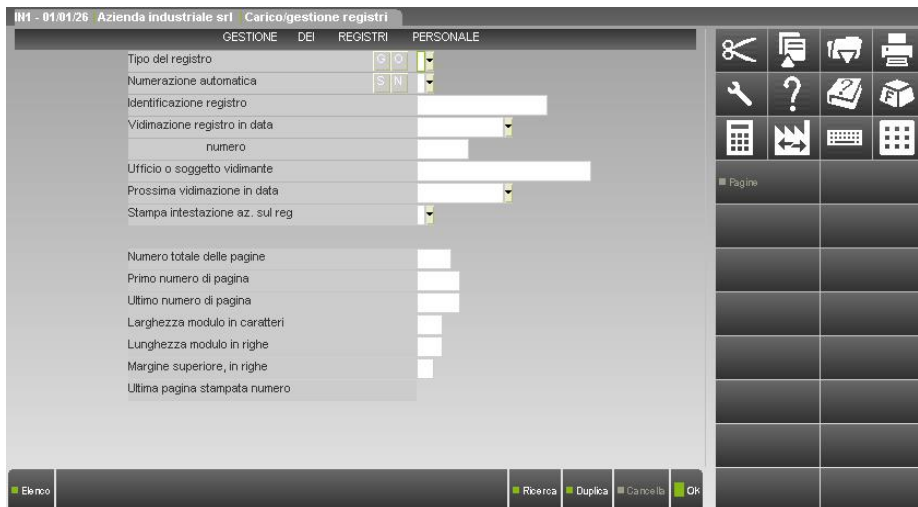 IN1 - 01/01/26 Azienda industriale srl Carico/gestione registri
GESTIONE DEI REGISTRI PERSONALE
Tipo del registro G O
Numerazione automatica S N
Identificazione registro
Vidimazione registro in data
numero
Ufficio o soggetto vidimante
Prossima vidimazione in data
Stampa intestazione az. sul reg
Numero totale delle pagine
Primo numero di pagina
Ultimo numero di pagina
Larghezza modulo in caratteri
Lunghezza modulo in righe
Margine superiore, in righe
Ultima pagina stampata numero
F
Pagine
Elenco
Ricerca
Duplica
Cancella
OK